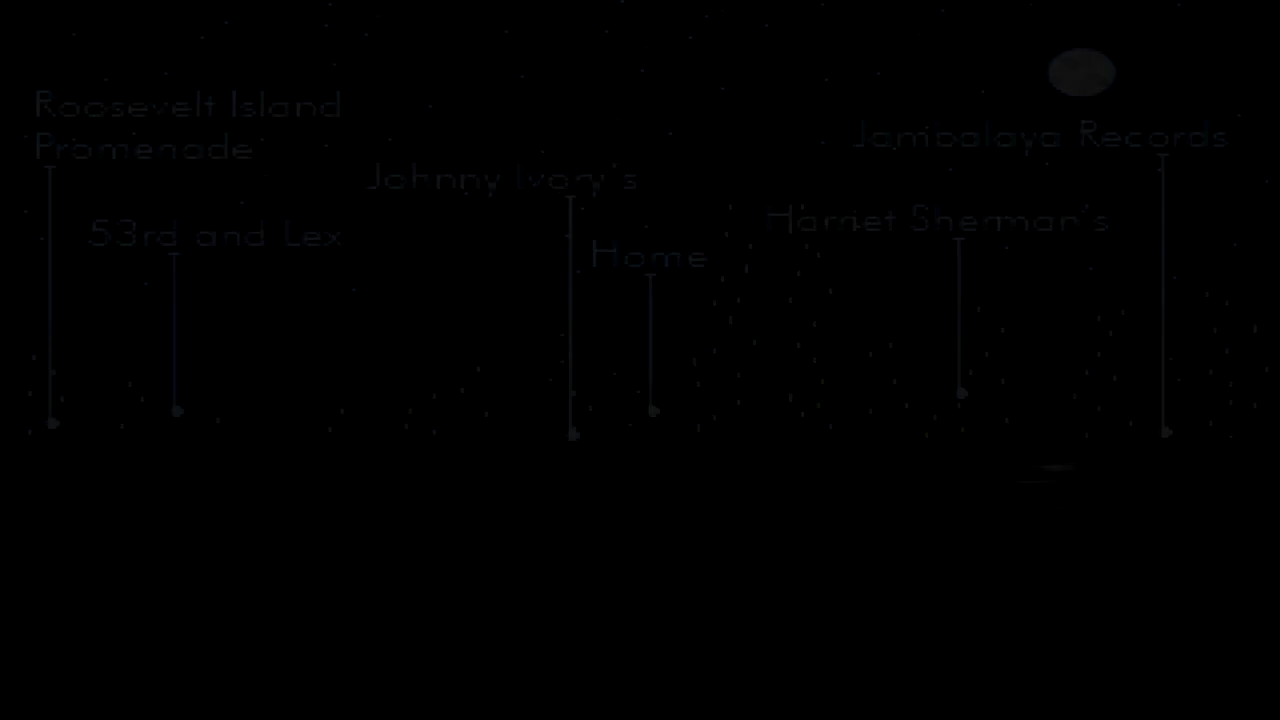 Roosevelt Island
Promenade
53rd and Lex
Johnny Ivory's
Home
Harriet Sherman's
Jambalaya Records